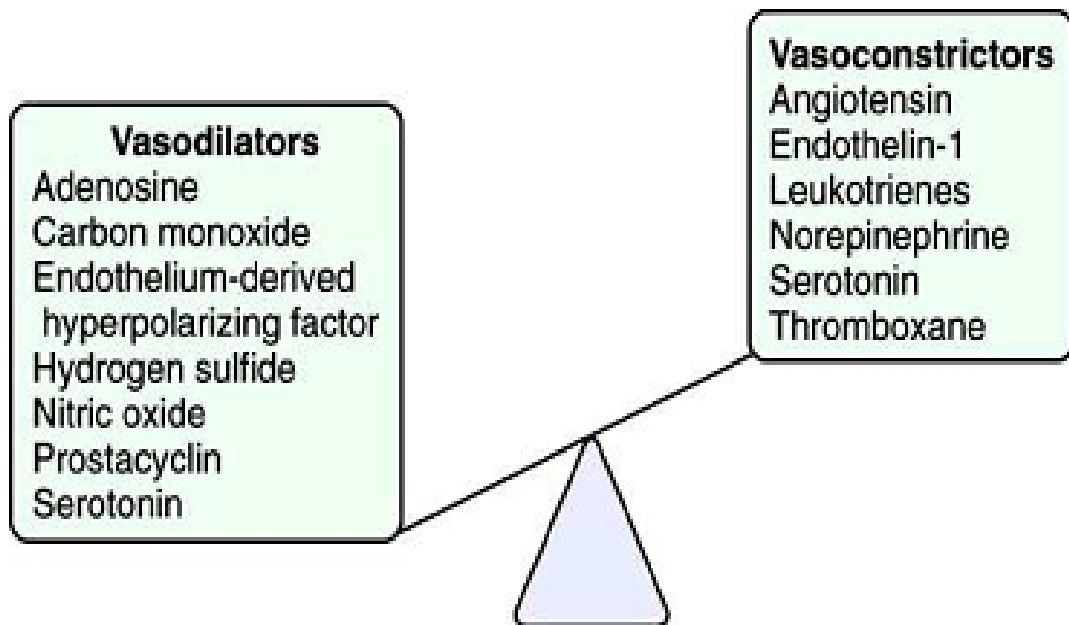 Vasodilators
Adenosine
Carbon monoxide
Endothelium-derived
hyperpolarizing factor
Hydrogen sulfide
Nitric oxide
Prostacyclin
Serotonin
Vasoconstrictors
Angiotensin
Endothelin-1
Leukotrienes
Norepinephrine
Serotonin
Thromboxane